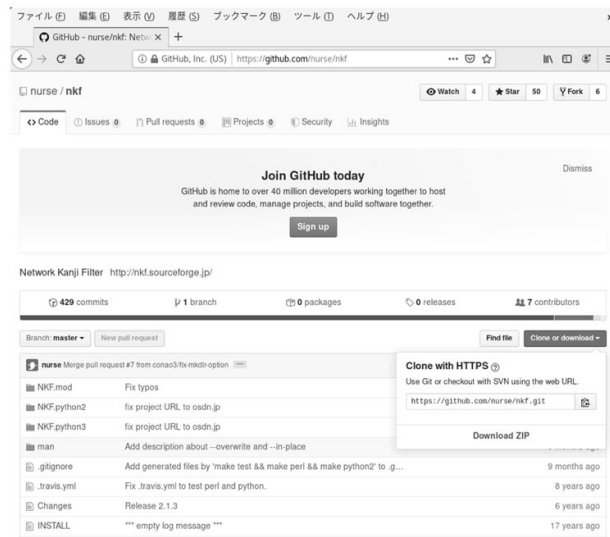 ファイル (F) 編集 (E) 表示 (V) 履歴 (S) ブックマーク (B) ツール (T) ヘルプ (H)
GitHub - nurse/nkf: Netw
GitHub, Inc. (US) https://github.com/nurse/nkf
nurse / nkf
Watch 4 Star 50 Fork 6
Code Issues 0 Pull requests 0 Projects 0 Security Insights
Dismiss
Join GitHub today
GitHub is home to over 40 million developers working together to host
and review code, manage projects, and build software together.
Sign up
Network Kanji Filter http://nkf.sourceforge.jp/
429 commits 1 branch 0 packages 0 releases 7 contributors
Branch: master New pull request Find file Clone or download
nurse Merge pull request #7 from conao3/fix-mkdir-option
Clone with HTTPS
Use Git or checkout with SVN using the web URL.
https://github.com/nurse/nkf.git
Download ZIP
NKF.mod Fix typos
NKF.python2 fix project URL to osdn.jp
NKF.python3 fix project URL to osdn.jp
man Add description about --overwrite and --in-place
.gitignore Add generated files by 'make test && make perl && make python2' to .g... 9 months ago
.travis.yml Fix .travis.yml to test perl and python. 8 years ago
Changes Release 2.1.3 6 years ago
INSTALL *** empty log message *** 17 years ago